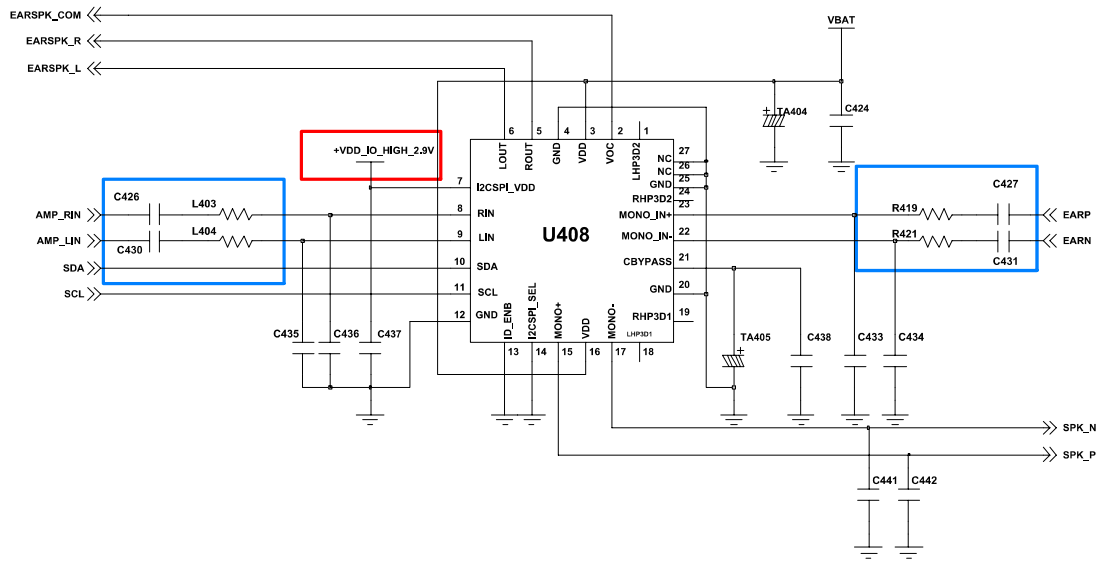 EARSPK_COM
VBAT
EARSPK_R
EARSPK_L
TA404
C424
6 5 4 3 2 1
LOUT ROUT GND VDD VOC LHP3D2
+VDD_IO_HIGH_2.9V
NC 27
NC 26
GND 25
7 I2CSPI_VDD
RHP3D2 24
C426
L403
C427
R419
AMP_RIN
8 RIN
MONO_IN+ 23
EARP
L404
U408
R421
AMP_LIN
9 LIN
MONO_IN- 22
EARN
C430
C431
SDA
10 SDA
CBYPASS 21
SCL
11 SCL
GND 20
12 GND
RHP3D1 19
ID_ENB I2CSPI_SEL MONO+ VDD MONO- LHP3D1
13 14 15 16 17 18
C435 C436 C437
TA405 C438 C433 C434
SPK_N
SPK_P
C441 C442